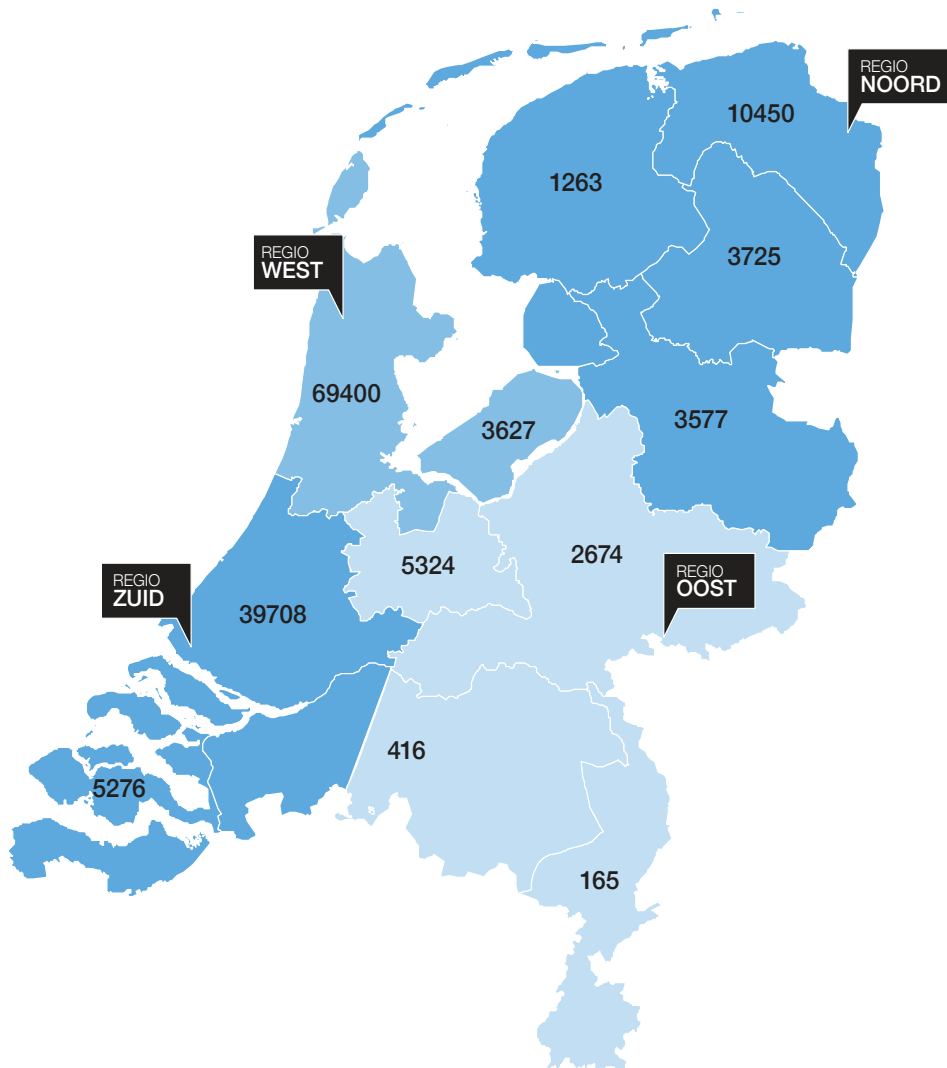 REGIO
NOORD
10450
1263
REGIO
WEST
3725
69400
3627
3577
5324
2674
REGIO
OOST
REGIO
ZUID
39708
416
5276
165